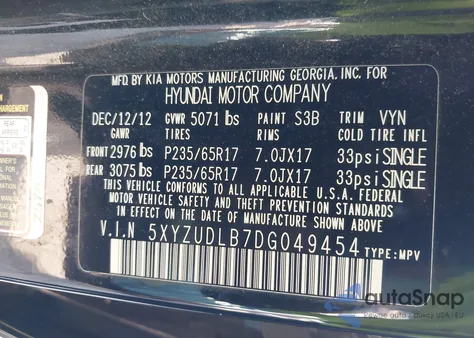 MFD. BY KIA MOTORS MANUFACTURING GEORGIA, INC. FOR
HYUNDAI MOTOR COMPANY
DEC/12/12 GVWR 5071 lbs PAINT S3B TRIM VYN
GAWR TIRES RIMS COLD TIRE INFL
FRONT 2976 lbs P235/65R17 7.0JX17 33psi SINGLE
REAR 3075 lbs P235/65R17 7.0JX17 33psi SINGLE
THIS VEHICLE CONFORMS TO ALL APPLICABLE U.S.A. FEDERAL
MOTOR VEHICLE SAFETY STANDARDS
IN EFFECT ON THE DATE OF MANUFACTURE SHOWN ABOVE.
V.I.N 5XYZUDLB7DG049454 TYPE: MPV
autoSnap